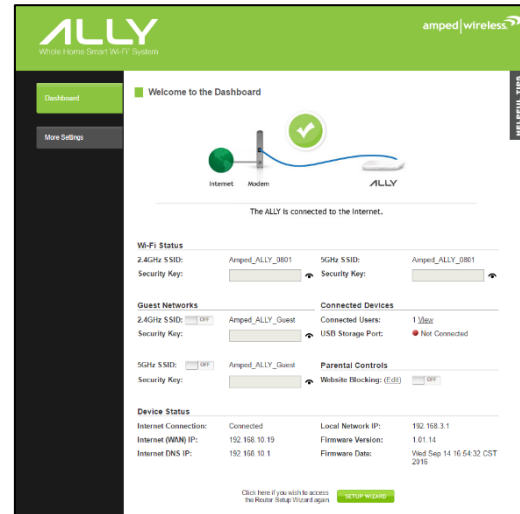 ALLY
Whole Home Smart Wi-Fi System
amped|wireless
HELPFUL TIPS
Dashboard
More Settings
Welcome to the Dashboard
Internet Modem ALLY
The ALLY is connected to the Internet.
Wi-Fi Status
2.4GHz SSID: Amped_ALLY_0801 5GHz SSID: Amped_ALLY_0801
Security Key: Security Key:
Guest Networks Connected Devices
2.4GHz SSID: OFF Amped_ALLY_Guest Connected Users: 1 View
Security Key: USB Storage Port: Not Connected
5GHz SSID: OFF Amped_ALLY_Guest Parental Controls
Security Key: Website Blocking: (Edit) OFF
Device Status
Internet Connection: Connected Local Network IP: 192.168.3.1
Internet (WAN) IP: 192.168.10.19 Firmware Version: 1.01.14
Internet DNS IP: 192.168.10.1 Firmware Date: Wed Sep 14 16:54:32 CST
2016
Click here if you wish to access
the Router Setup Wizard again.
SETUP WIZARD